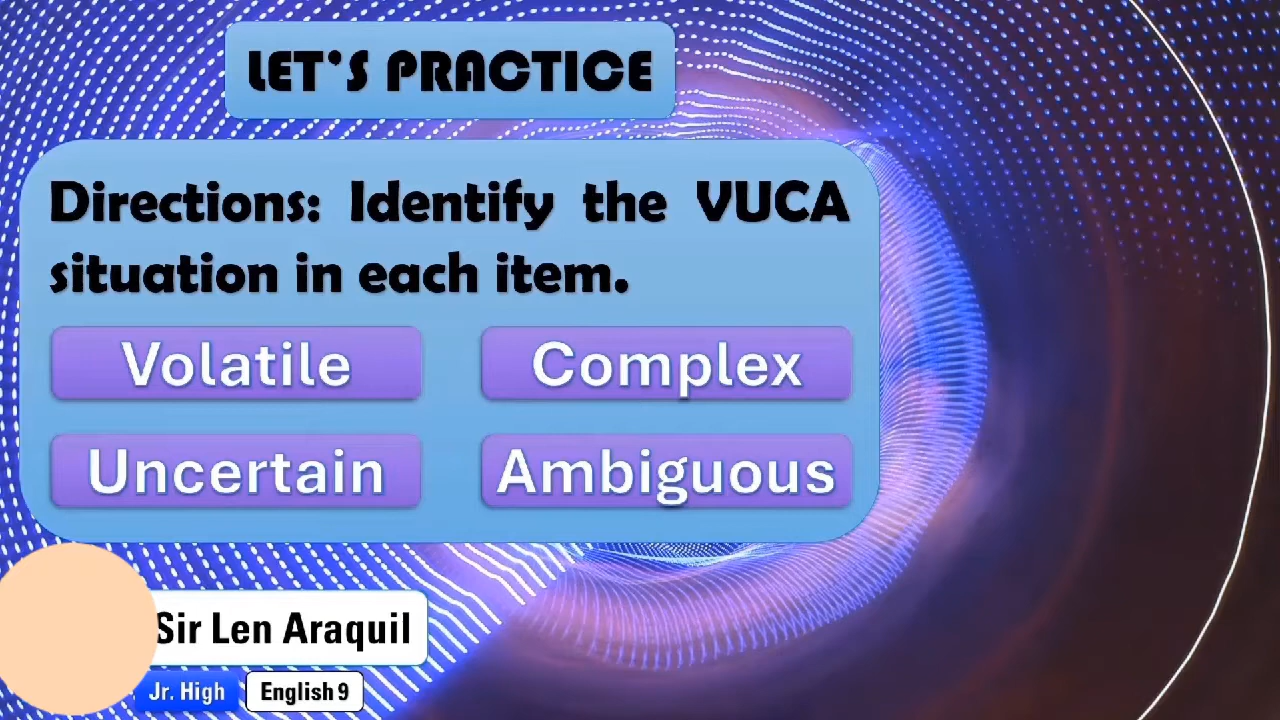 LET'S PRACTICE
Directions: Identify the VUCA
situation in each item.
Volatile
Complex
Uncertain
Ambiguous
Sir Len Araquil
Jr. High
English 9